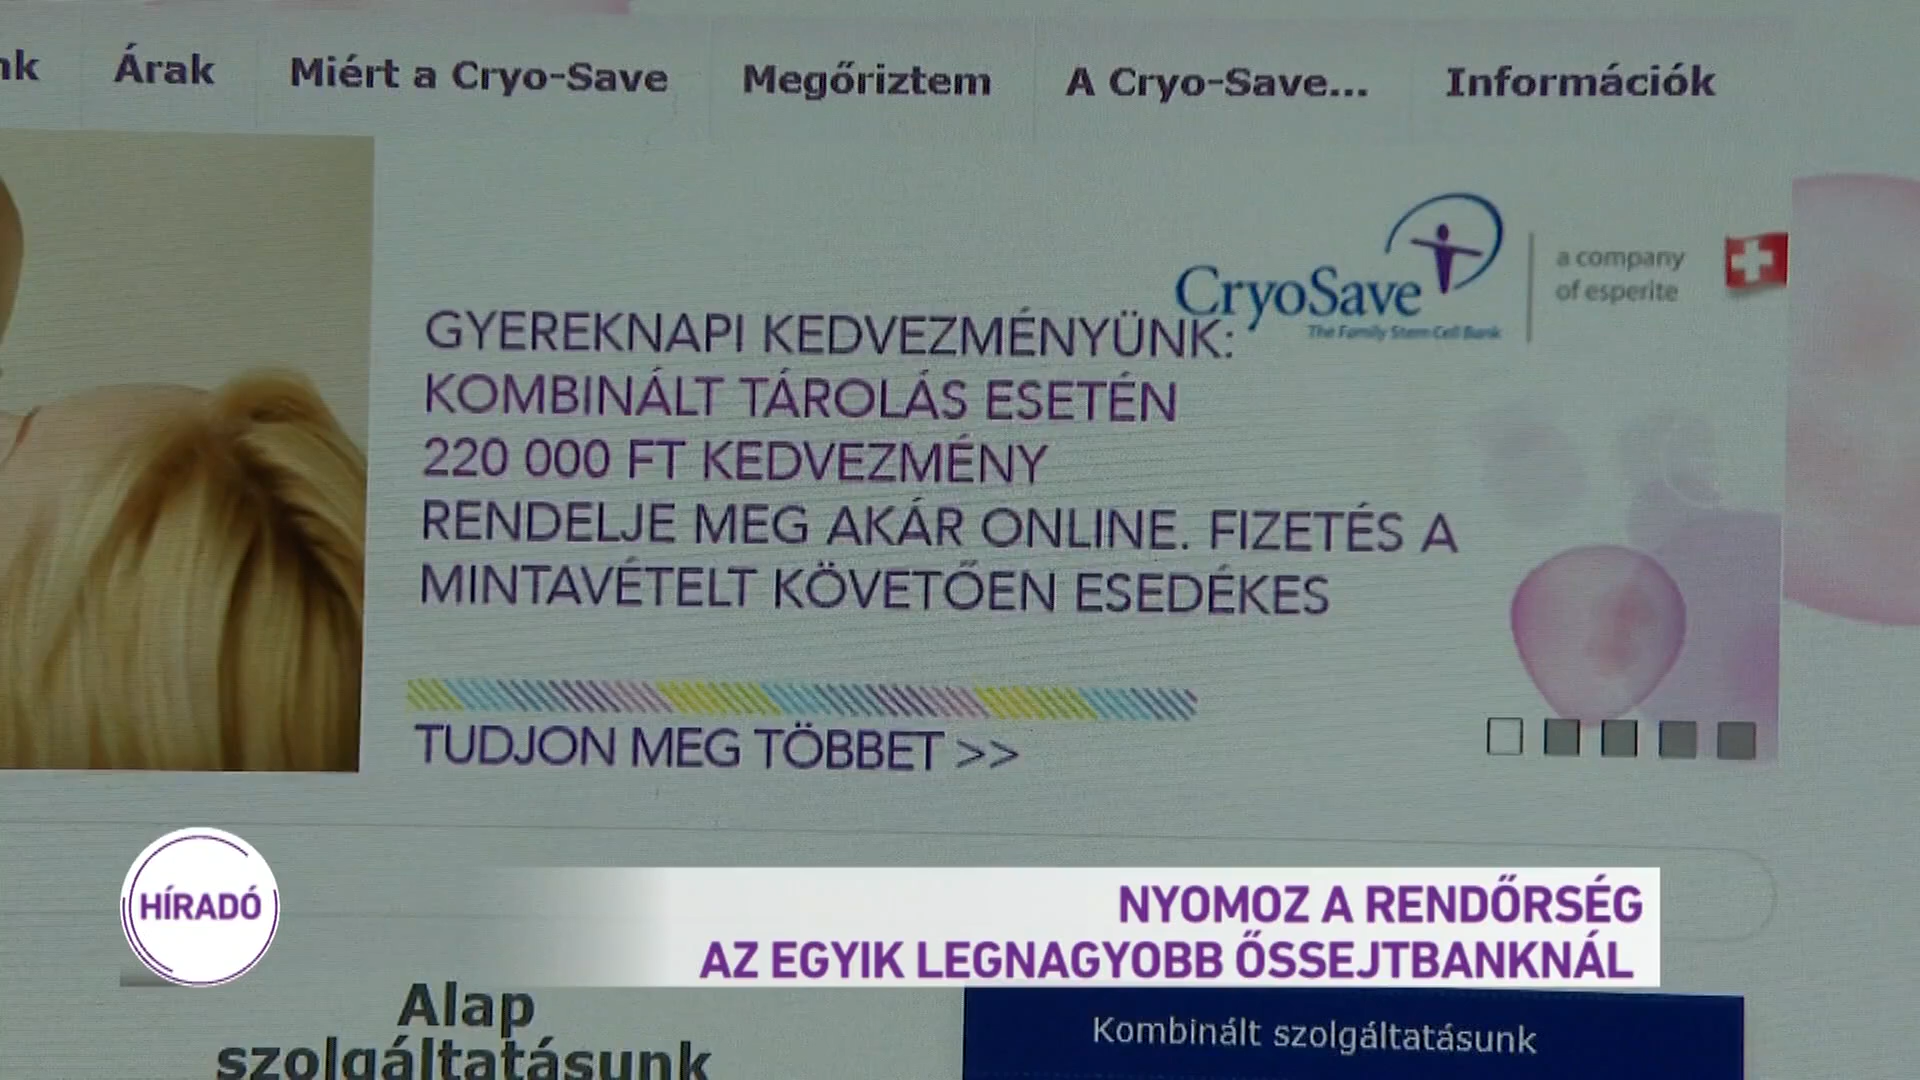 Árak
Miért a Cryo-Save
Megőriztem
A Cryo-Save...
Információk
CryoSave
The Family Stem Cell Bank
a company
of esperite
GYEREKNAPI KEDVEZMÉNYÜNK:
KOMBINÁLT TÁROLÁS ESETÉN
220 000 FT KEDVEZMÉNY
RENDELJE MEG AKÁR ONLINE. FIZETÉS A
MINTAVÉTELT KÖVETŐEN ESEDÉKES
TUDJON MEG TÖBBET >>
HÍRADÓ
NYOMOZ A RENDŐRSÉG
AZ EGYIK LEGNAGYOBB ŐSSEJTBANKNÁL
Alap
szolgáltatásunk
Kombinált szolgáltatásunk